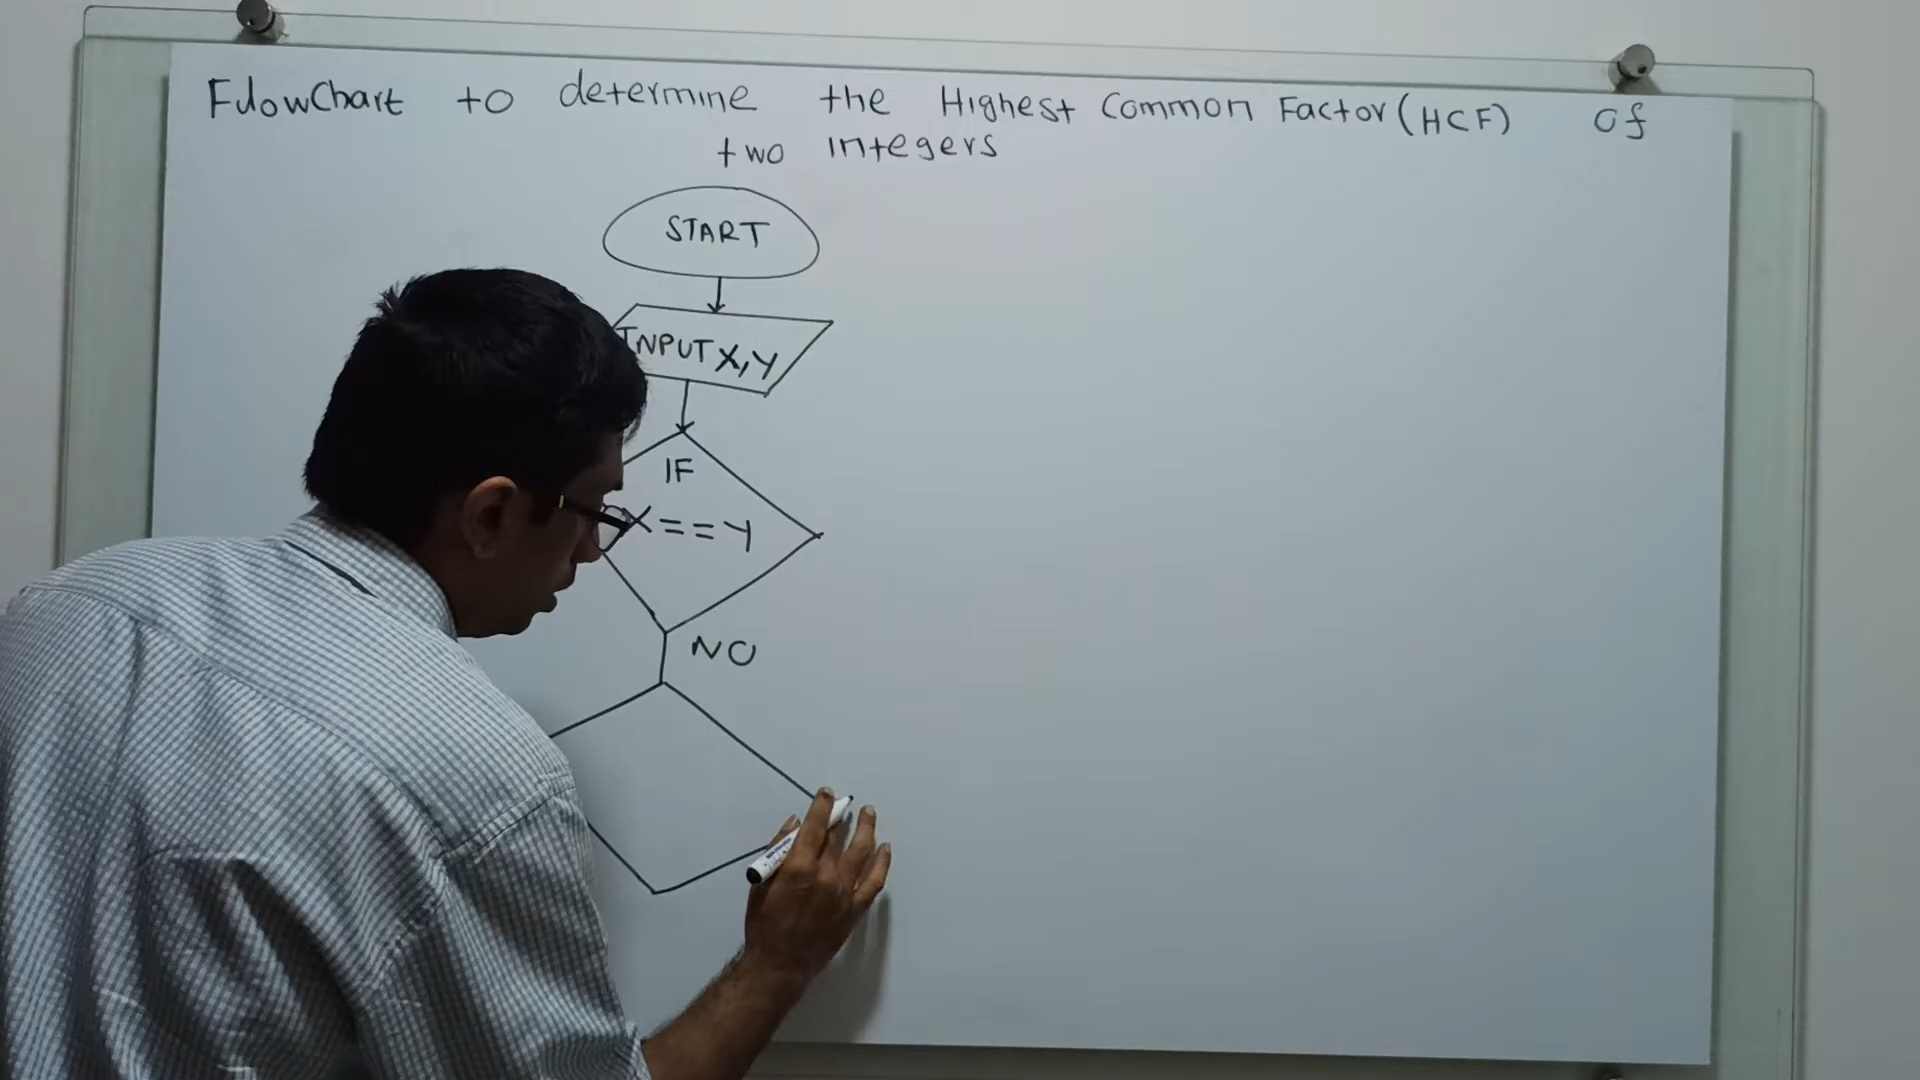 FlowChart to determine the Highest Common Factor (HCF) of
two integers
START
INPUT X, Y
IF
X==Y
NO